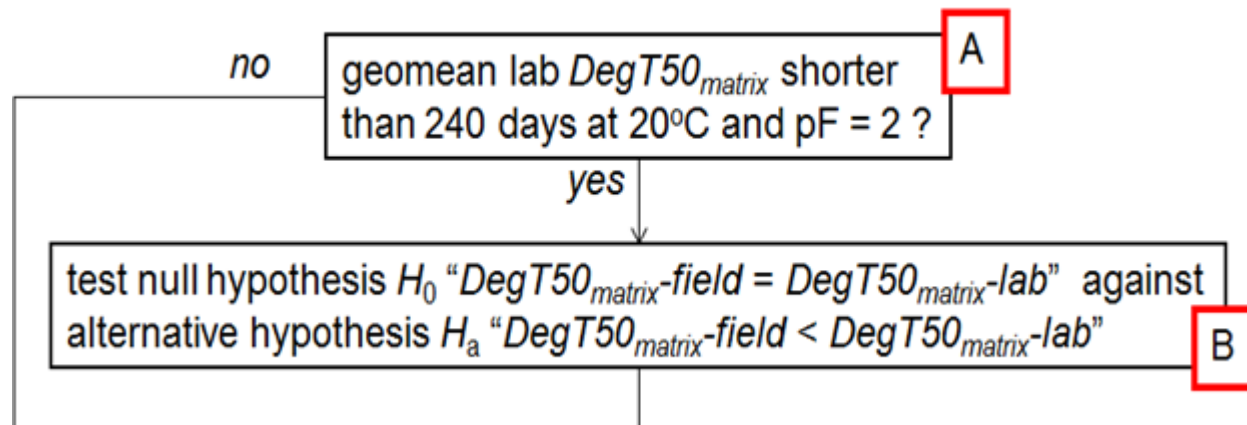 no
A
geomean lab DegT50matrix shorter
than 240 days at 20oC and pF = 2 ?
yes
test null hypothesis H0 “DegT50matrix-field = DegT50matrix-lab“ against
alternative hypothesis Ha “DegT50matrix-field < DegT50matrix-lab”
B